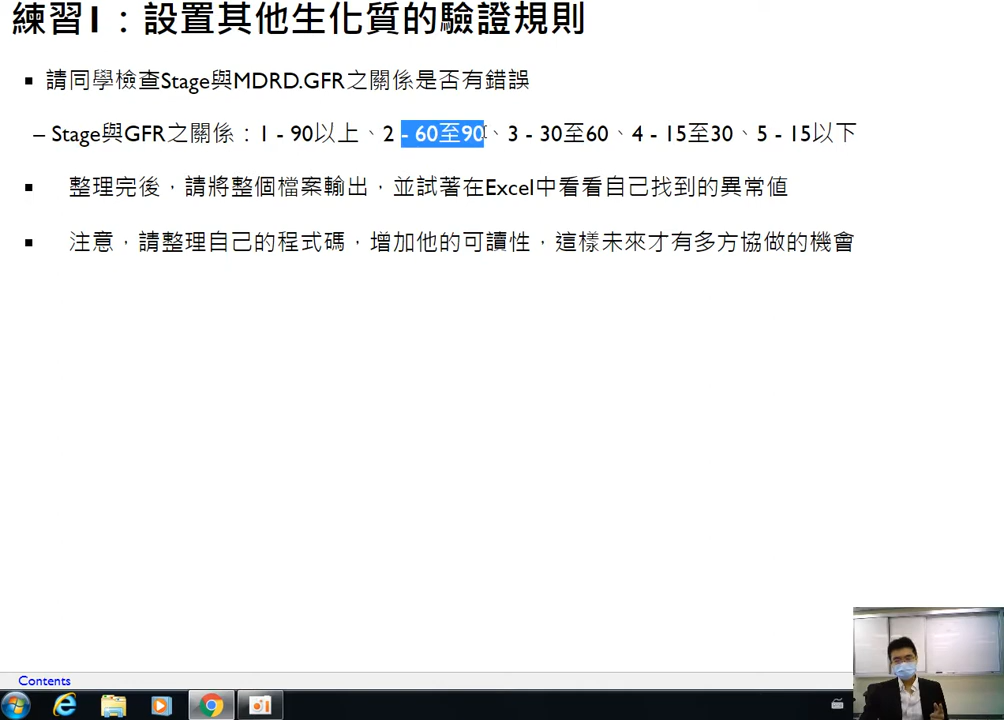 練習1：設置其他生化質的驗證規則
▪ 請同學檢查Stage與MDRD.GFR之關係是否有錯誤
– Stage與GFR之關係：1 - 90以上、2 - 60至90、3 - 30至60、4 - 15至30、5 - 15以下
▪ 整理完後，請將整個檔案輸出，並試著在Excel中看看自己找到的異常值
▪ 注意，請整理自己的程式碼，增加他的可讀性，這樣未來才有多方協做的機會
Contents